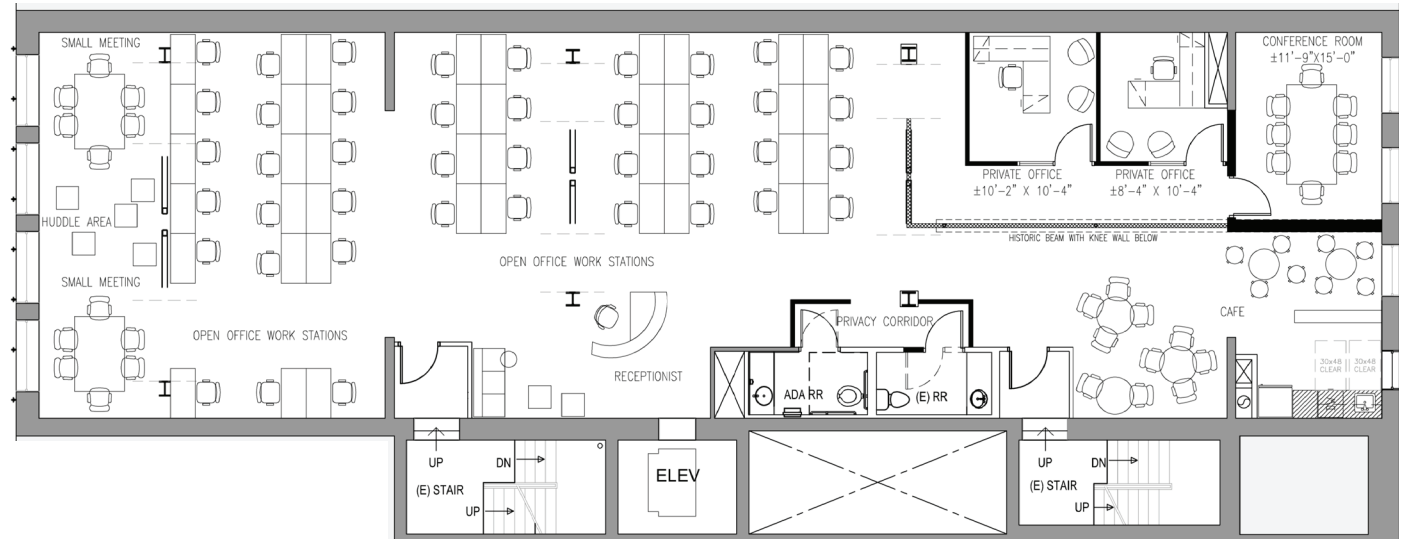 SMALL MEETING
CONFERENCE ROOM
±11'-9"X15'-0"
PRIVATE OFFICE
±10'-2" X 10'-4"
PRIVATE OFFICE
±8'-4" X 10'-4"
HUDDLE AREA
HISTORIC BEAM WITH KNEE WALL BELOW
OPEN OFFICE WORK STATIONS
SMALL MEETING
OPEN OFFICE WORK STATIONS
PRIVACY CORRIDOR
CAFE
RECEPTIONIST
30x48
CLEAR
30x48
CLEAR
ADA RR
(E) RR
UP
DN
(E) STAIR
UP
ELEV
UP
DN
(E) STAIR
UP